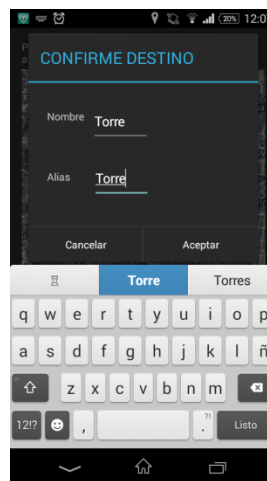 20% 12:0
CONFIRME DESTINO
Nombre Torre
Alias Torre
Cancelar Aceptar
Torre Torres
q w e r t y u i o p
a s d f g h j k l ñ
z x c v b n m
12!? , ?! . Listo